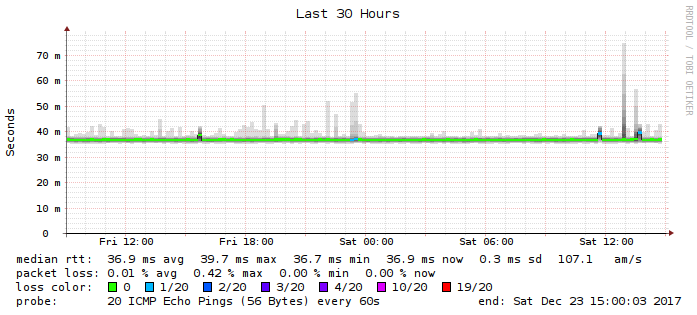 Last 30 Hours
RRDTOOL / TOBI OETIKER
Seconds
70 m
60 m
50 m
40 m
30 m
20 m
10 m
0
Fri 12:00 Fri 18:00 Sat 00:00 Sat 06:00 Sat 12:00
median rtt: 36.9 ms avg 39.7 ms max 36.7 ms min 36.9 ms now 0.3 ms sd 107.1 am/s
packet loss: 0.01 % avg 0.42 % max 0.00 % min 0.00 % now
loss color: 0 1/20 2/20 3/20 4/20 10/20 19/20
probe: 20 ICMP Echo Pings (56 Bytes) every 60s end: Sat Dec 23 15:00:03 2017